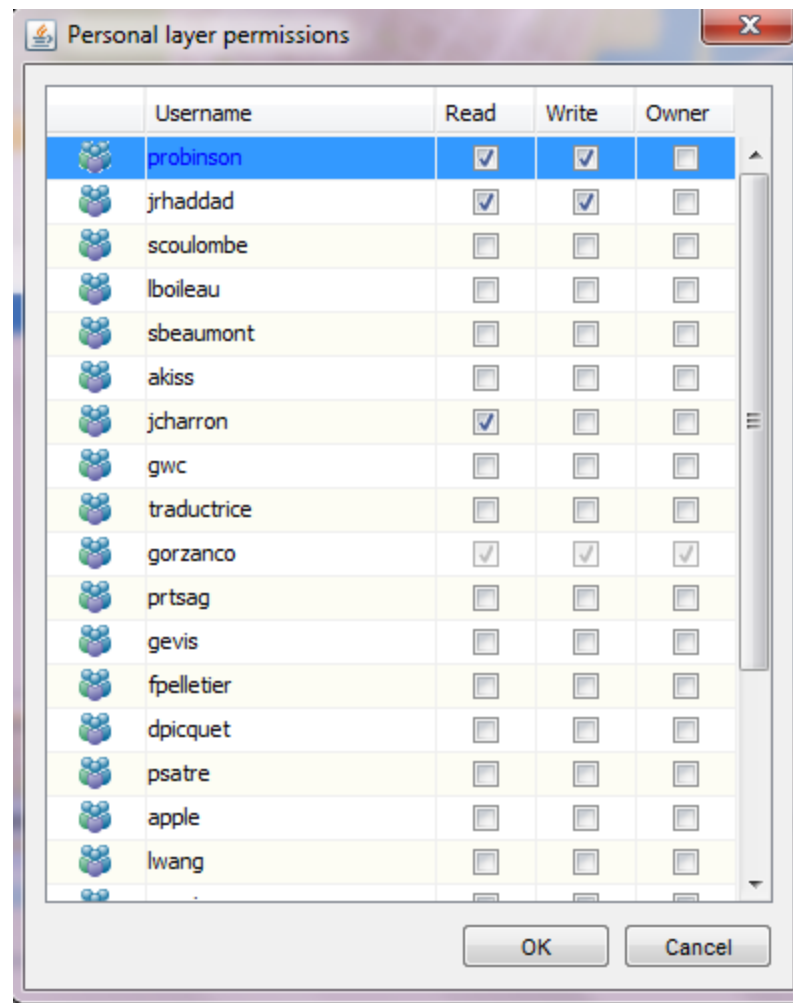 Personal layer permissions
Username Read Write Owner
probinson
jrhaddad
scoulombe
lboileau
sbeaumont
akiss
jcharron
gwc
traductrice
gorzanco
prtsag
gevis
fpelletier
dpicquet
psatre
apple
lwang
OK Cancel